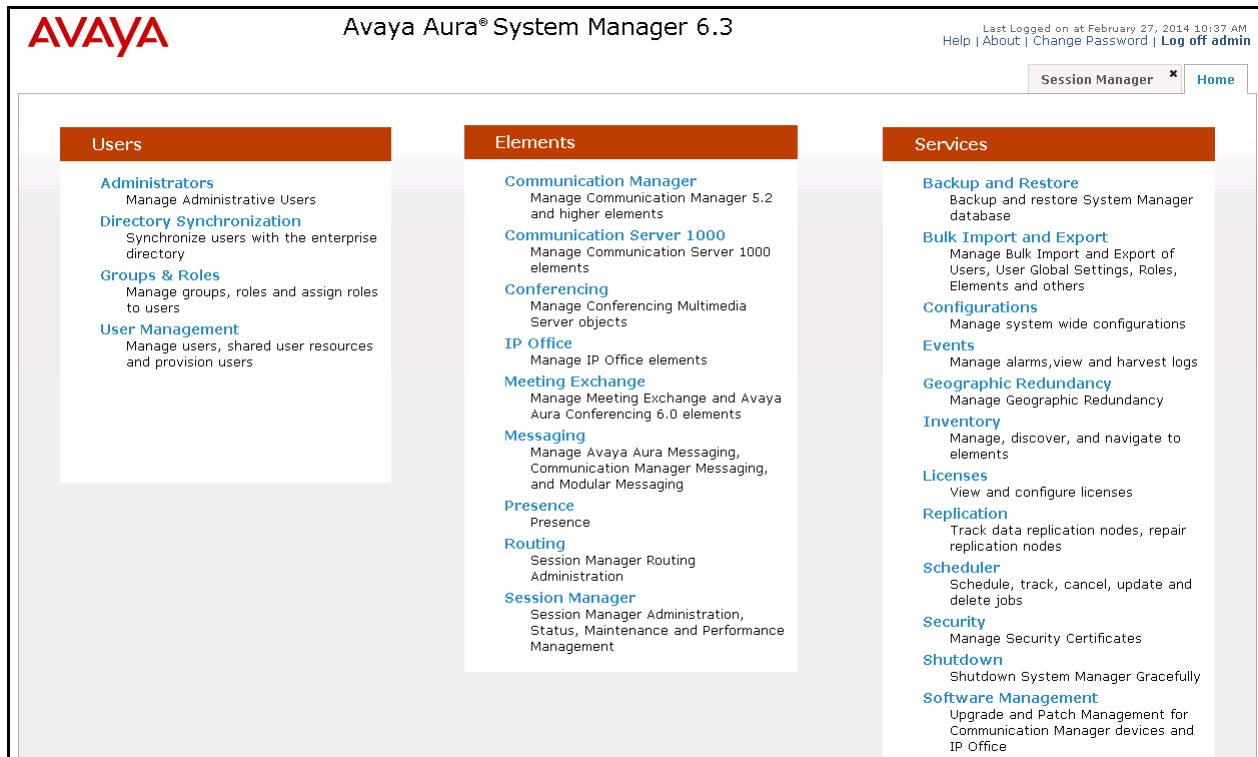 AVAYA
Avaya Aura® System Manager 6.3
Last Logged on at February 27, 2014 10:37 AM
Help | About | Change Password | Log off admin
Session Manager ×
Home
Users
Administrators
Manage Administrative Users
Directory Synchronization
Synchronize users with the enterprise
directory
Groups & Roles
Manage groups, roles and assign roles
to users
User Management
Manage users, shared user resources
and provision users
Elements
Communication Manager
Manage Communication Manager 5.2
and higher elements
Communication Server 1000
Manage Communication Server 1000
elements
Conferencing
Manage Conferencing Multimedia
Server objects
IP Office
Manage IP Office elements
Meeting Exchange
Manage Meeting Exchange and Avaya
Aura Conferencing 6.0 elements
Messaging
Manage Avaya Aura Messaging,
Communication Manager Messaging,
and Modular Messaging
Presence
Presence
Routing
Session Manager Routing
Administration
Session Manager
Session Manager Administration,
Status, Maintenance and Performance
Management
Services
Backup and Restore
Backup and restore System Manager
database
Bulk Import and Export
Manage Bulk Import and Export of
Users, User Global Settings, Roles,
Elements and others
Configurations
Manage system wide configurations
Events
Manage alarms,view and harvest logs
Geographic Redundancy
Manage Geographic Redundancy
Inventory
Manage, discover, and navigate to
elements
Licenses
View and configure licenses
Replication
Track data replication nodes, repair
replication nodes
Scheduler
Schedule, track, cancel, update and
delete jobs
Security
Manage Security Certificates
Shutdown
Shutdown System Manager Gracefully
Software Management
Upgrade and Patch Management for
Communication Manager devices and
IP Office